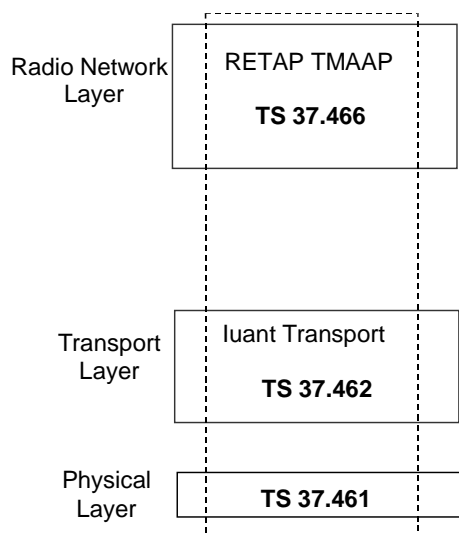 Radio Network
Layer
RETAP TMAAP
TS 37.466
Transport
Layer
Iuant Transport
TS 37.462
Physical
Layer
TS 37.461